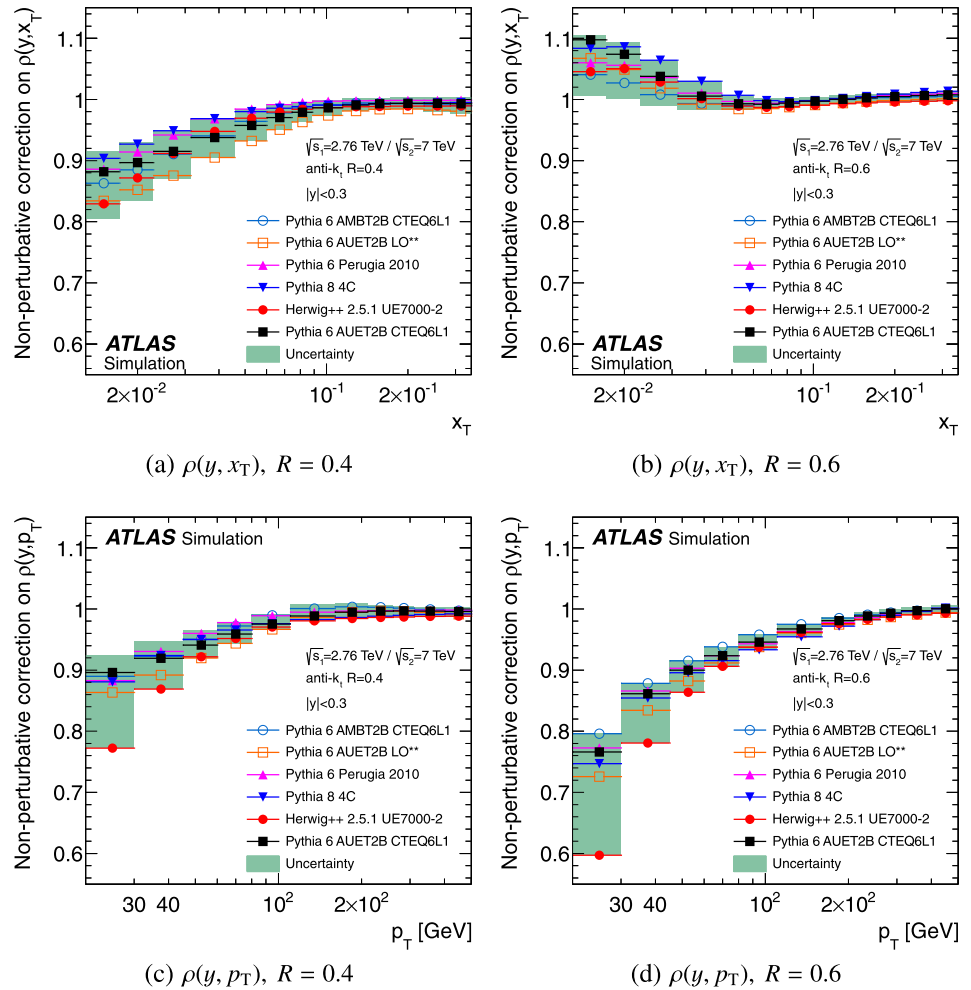 Non-perturbative correction on ρ(y,x_T)
1.1
1
0.9
0.8
0.7
0.6
√s₁=2.76 TeV / √s₂=7 TeV
anti-k_t R=0.4
|y|<0.3
Pythia 6 AMBT2B CTEQ6L1
Pythia 6 AUET2B LO**
Pythia 6 Perugia 2010
Pythia 8 4C
Herwig++ 2.5.1 UE7000-2
Pythia 6 AUET2B CTEQ6L1
Uncertainty
ATLAS
Simulation
2×10⁻² 10⁻¹ 2×10⁻¹
x_T
(a) ρ(y, x_T), R = 0.4
Non-perturbative correction on ρ(y,x_T)
1.1
1
0.9
0.8
0.7
0.6
√s₁=2.76 TeV / √s₂=7 TeV
anti-k_t R=0.6
|y|<0.3
Pythia 6 AMBT2B CTEQ6L1
Pythia 6 AUET2B LO**
Pythia 6 Perugia 2010
Pythia 8 4C
Herwig++ 2.5.1 UE7000-2
Pythia 6 AUET2B CTEQ6L1
Uncertainty
ATLAS
Simulation
2×10⁻² 10⁻¹ 2×10⁻¹
x_T
(b) ρ(y, x_T), R = 0.6
Non-perturbative correction on ρ(y,p_T)
ATLAS Simulation
1.1
1
0.9
0.8
0.7
0.6
√s₁=2.76 TeV / √s₂=7 TeV
anti-k_t R=0.4
|y|<0.3
Pythia 6 AMBT2B CTEQ6L1
Pythia 6 AUET2B LO**
Pythia 6 Perugia 2010
Pythia 8 4C
Herwig++ 2.5.1 UE7000-2
Pythia 6 AUET2B CTEQ6L1
Uncertainty
30 40 10² 2×10²
p_T [GeV]
(c) ρ(y, p_T), R = 0.4
Non-perturbative correction on ρ(y,p_T)
ATLAS Simulation
1.1
1
0.9
0.8
0.7
0.6
√s₁=2.76 TeV / √s₂=7 TeV
anti-k_t R=0.6
|y|<0.3
Pythia 6 AMBT2B CTEQ6L1
Pythia 6 AUET2B LO**
Pythia 6 Perugia 2010
Pythia 8 4C
Herwig++ 2.5.1 UE7000-2
Pythia 6 AUET2B CTEQ6L1
Uncertainty
30 40 10² 2×10²
p_T [GeV]
(d) ρ(y, p_T), R = 0.6